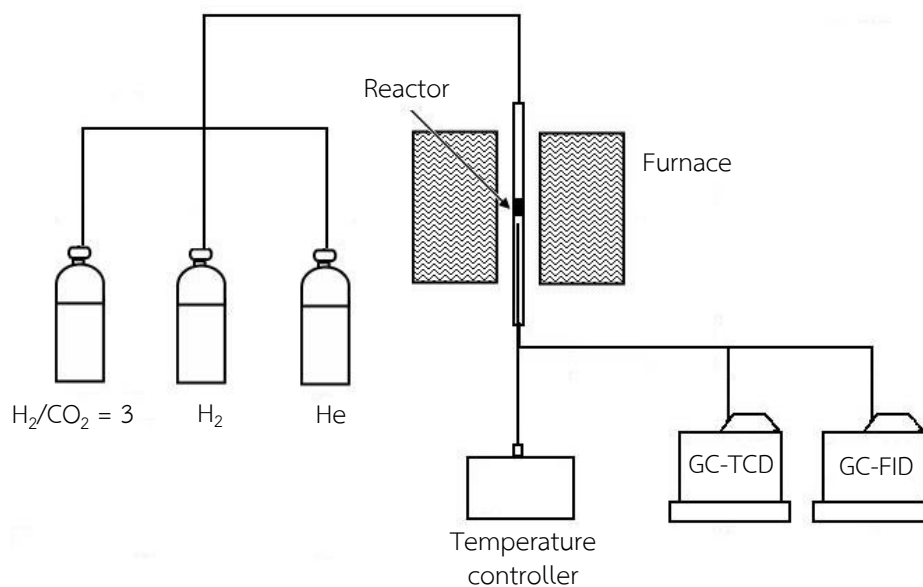 Reactor
Furnace
H₂/CO₂ = 3
H₂
He
GC-TCD
GC-FID
Temperature
controller